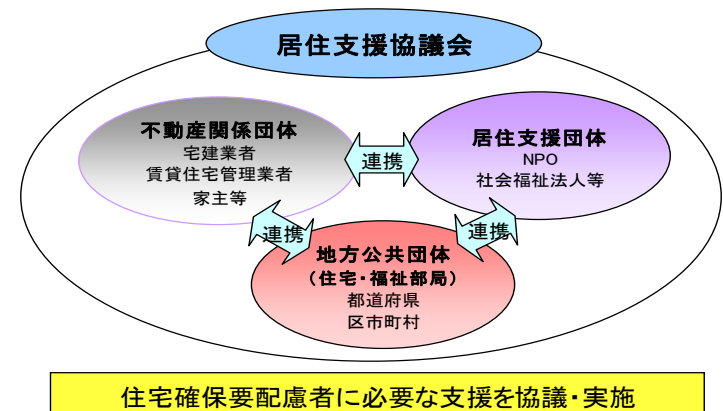 居住支援協議会
不動産関係団体
宅建業者
賃貸住宅管理業者
家主等
連携
居住支援団体
NPO
社会福祉法人等
連携
連携
地方公共団体
（住宅・福祉部局）
都道府県
区市町村
住宅確保要配慮者に必要な支援を協議・実施